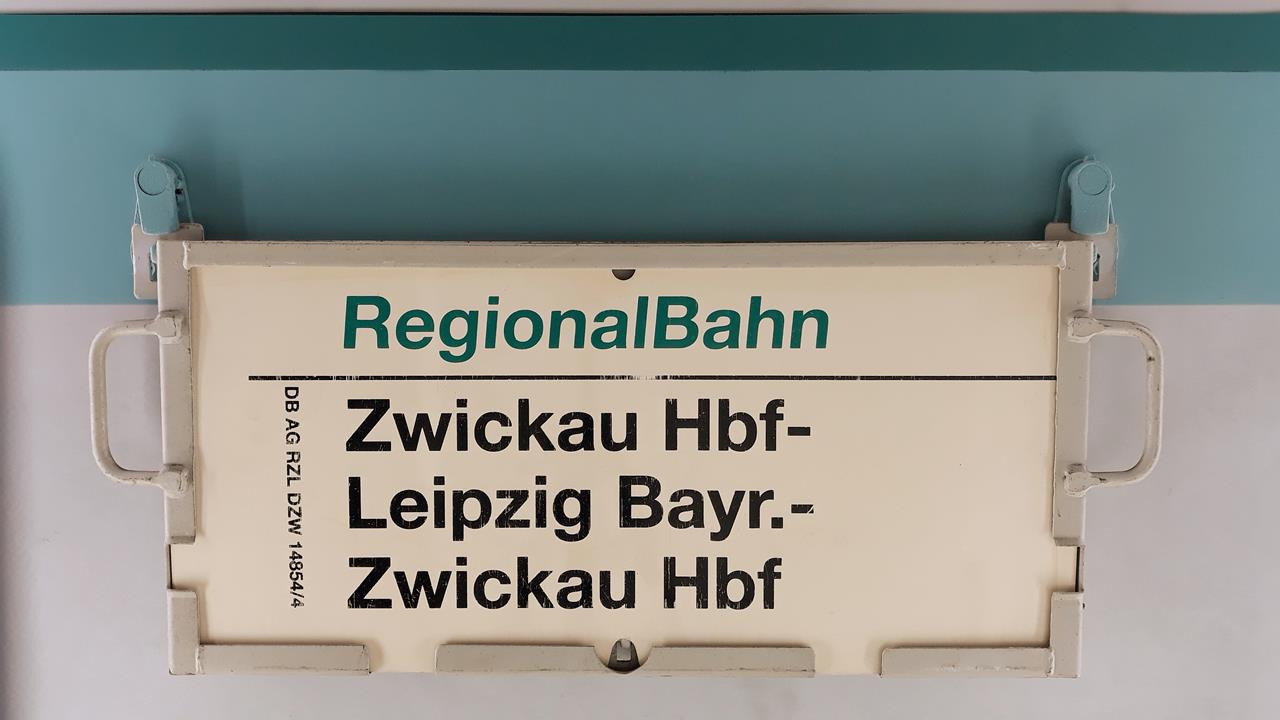 RegionalBahn
DB AG RZL DZW 14854/4
Zwickau Hbf-
Leipzig Bayr.-
Zwickau Hbf